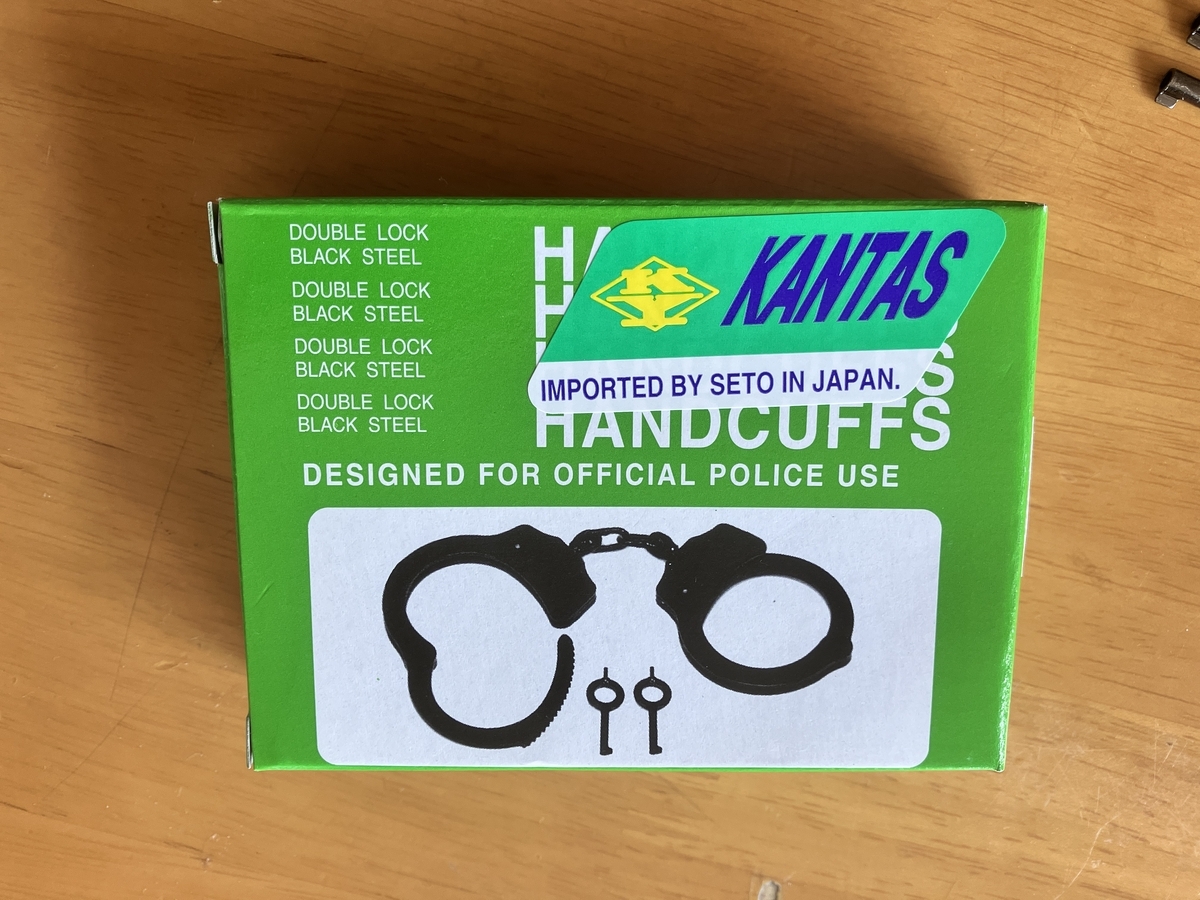 DOUBLE LOCK
BLACK STEEL
DOUBLE LOCK
BLACK STEEL
DOUBLE LOCK
BLACK STEEL
DOUBLE LOCK
BLACK STEEL
KANTAS
IMPORTED BY SETO IN JAPAN.
HANDCUFFS
DESIGNED FOR OFFICIAL POLICE USE